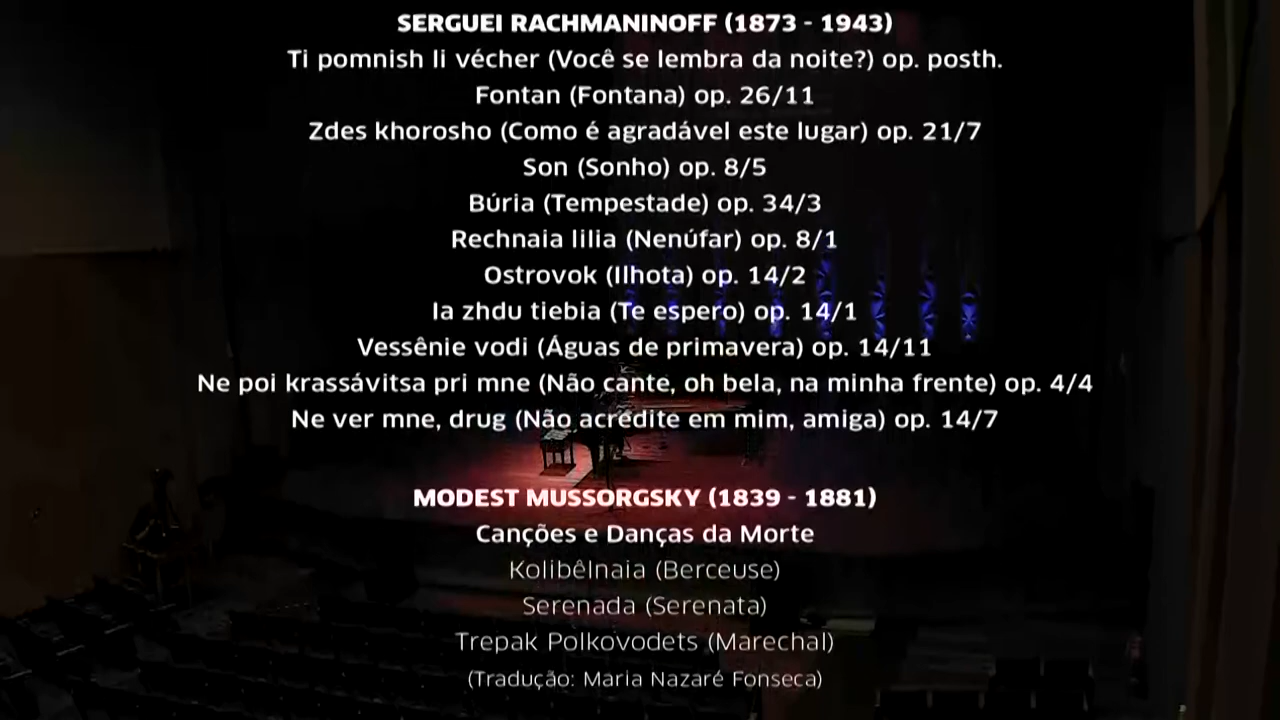 SERGUEI RACHMANINOFF (1873 - 1943)
Ti pomnish li vécher (Você se lembra da noite?) op. posth.
Fontan (Fontana) op. 26/11
Zdes khorosho (Como é agradável este lugar) op. 21/7
Son (Sonho) op. 8/5
Búria (Tempestade) op. 34/3
Rechnaia lilia (Nenúfar) op. 8/1
Ostrovok (Ilhota) op. 14/2
Ia zhdu tiebia (Te espero) op. 14/1
Vessênie vodi (Águas de primavera) op. 14/11
Ne poi krassávitsa pri mne (Não cante, oh bela, na minha frente) op. 4/4
Ne ver mne, drug (Não acredite em mim, amiga) op. 14/7
MODEST MUSSORGSKY (1839 - 1881)
Canções e Danças da Morte
Kolibêlnaia (Berceuse)
Serenada (Serenata)
Trepak Polkovodets (Marechal)
(Tradução: Maria Nazaré Fonseca)